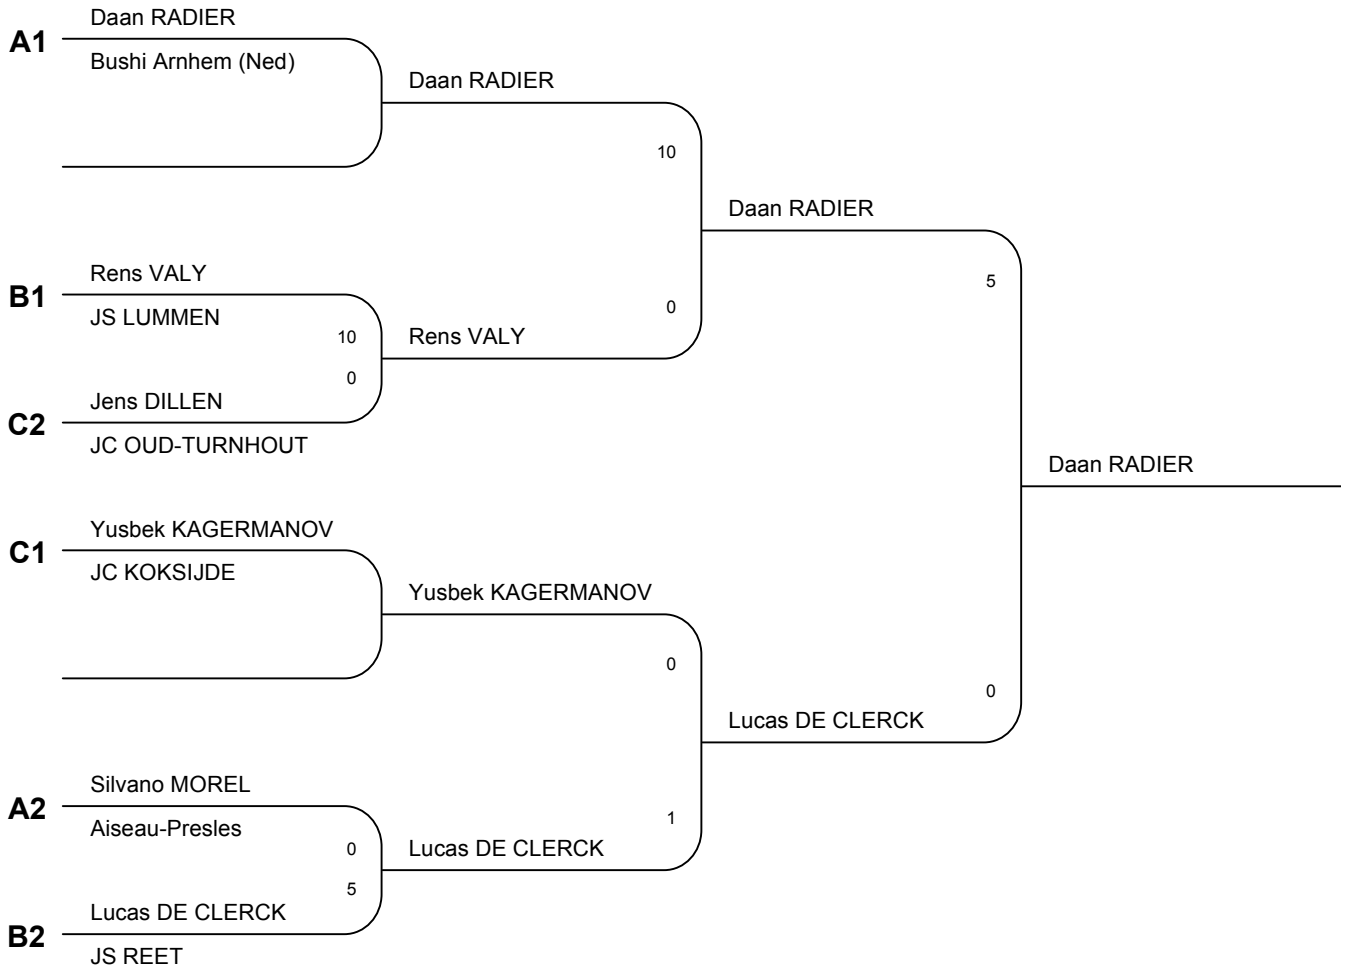 Daan RADIER
A1
Bushi Arnhem (Ned)
Daan RADIER
10
Daan RADIER
Rens VALY
B1
JS LUMMEN
10
0
Rens VALY
0
5
Jens DILLEN
C2
JC OUD-TURNHOUT
Daan RADIER
Yusbek KAGERMANOV
C1
JC KOKSIJDE
Yusbek KAGERMANOV
0
0
Lucas DE CLERCK
Silvano MOREL
A2
Aiseau-Presles
0
5
Lucas DE CLERCK
1
Lucas DE CLERCK
B2
JS REET